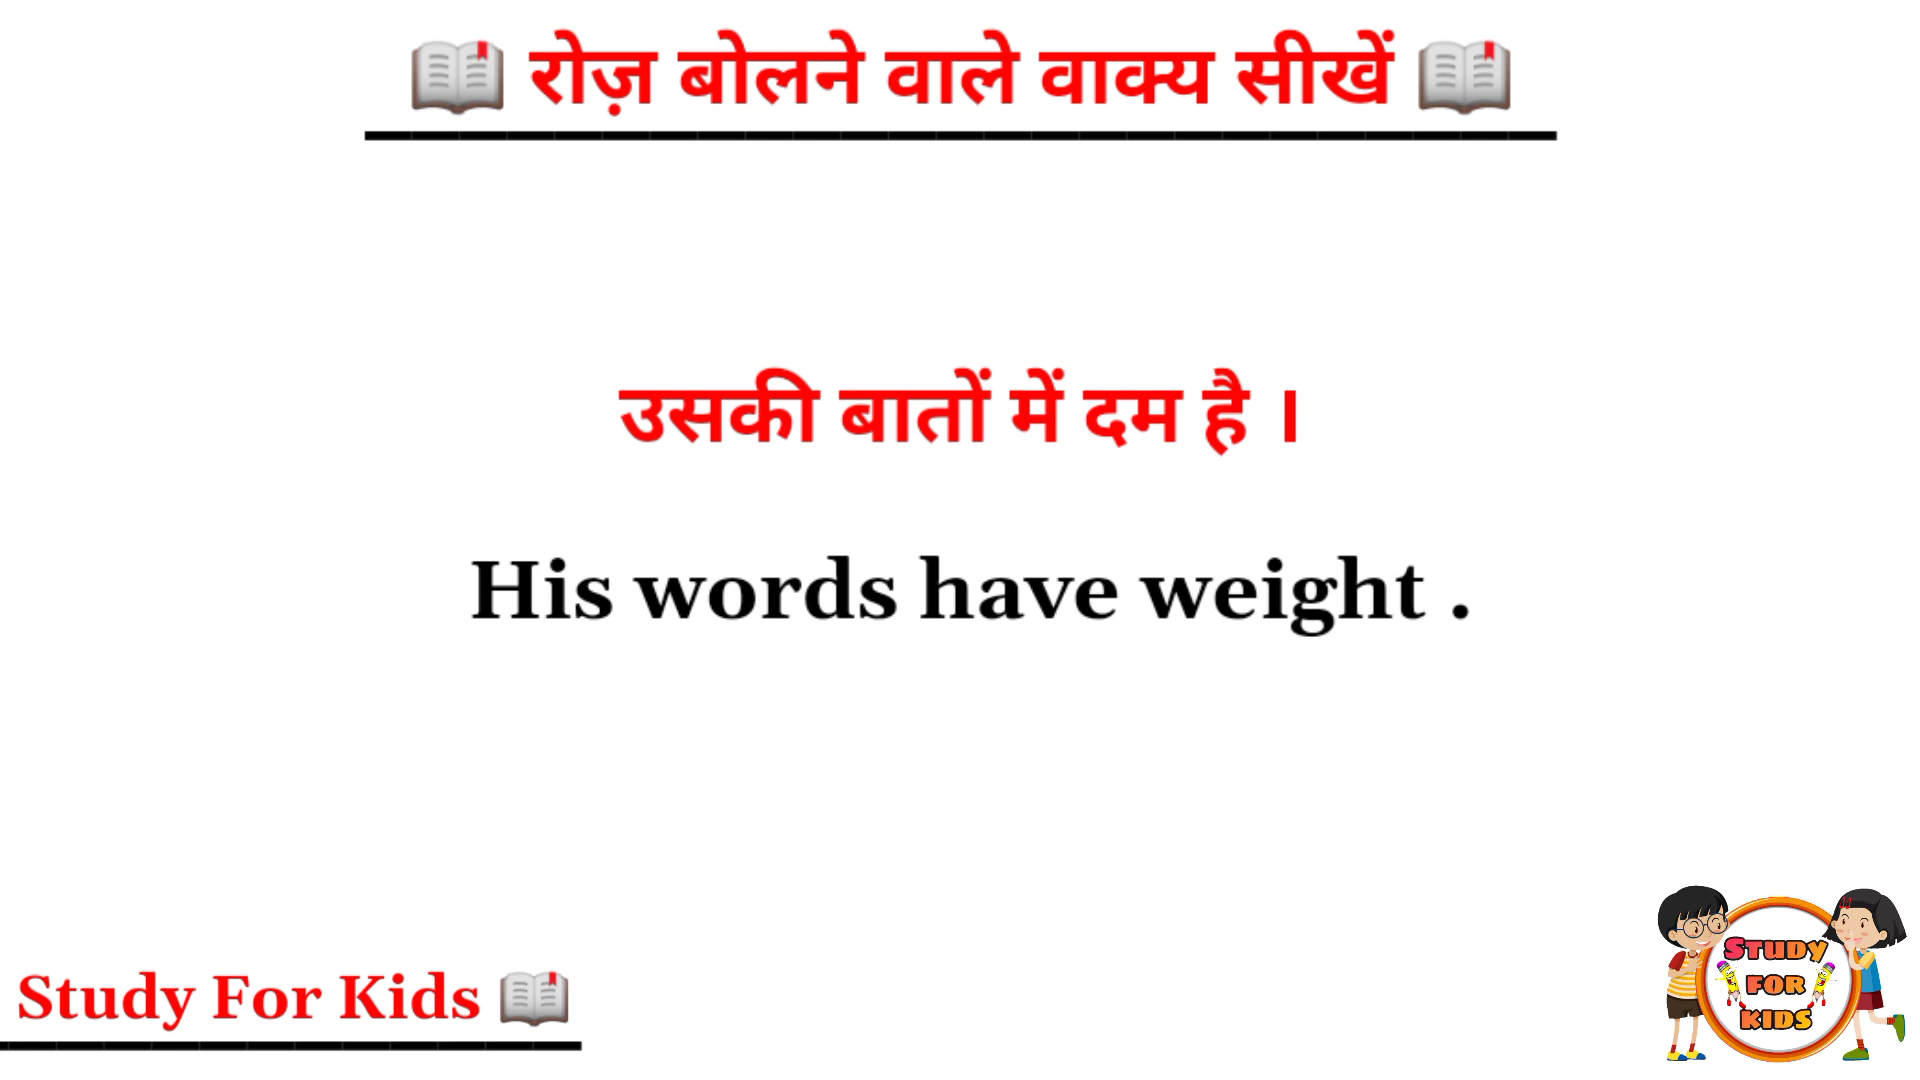 📖 रोज़ बोलने वाले वाक्य सीखें 📖
उसकी बातों में दम है ।
His words have weight .
Study For Kids 📖
STUDY
FOR
KIDS